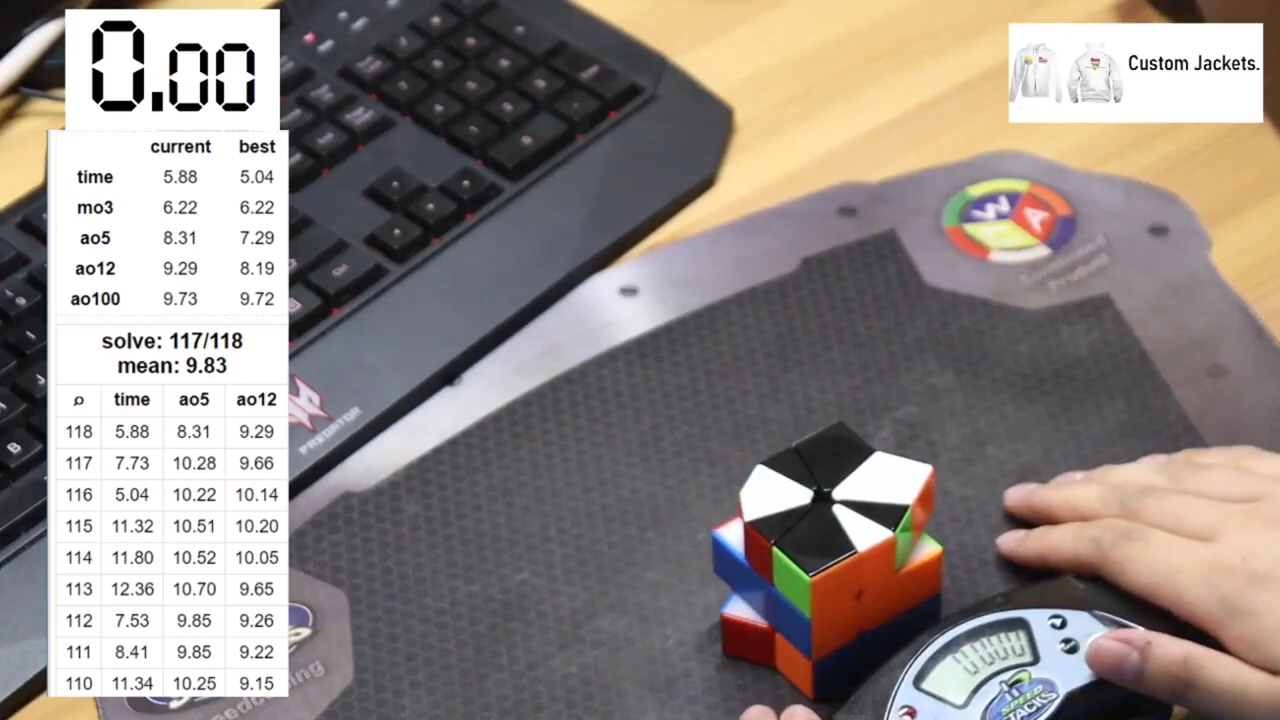 0.00
current best
time 5.88 5.04
mo3 6.22 6.22
ao5 8.31 7.29
ao12 9.29 8.19
ao100 9.73 9.72
solve: 117/118
mean: 9.83
time ao5 ao12
118 5.88 8.31 9.29
117 7.73 10.28 9.66
116 5.04 10.22 10.14
115 11.32 10.51 10.20
114 11.80 10.52 10.05
113 12.36 10.70 9.65
112 7.53 9.85 9.26
111 8.41 9.85 9.22
110 11.34 10.25 9.15
Custom Jackets.
W
A
PREDATOR
B
0.000
SPEED
STACKS